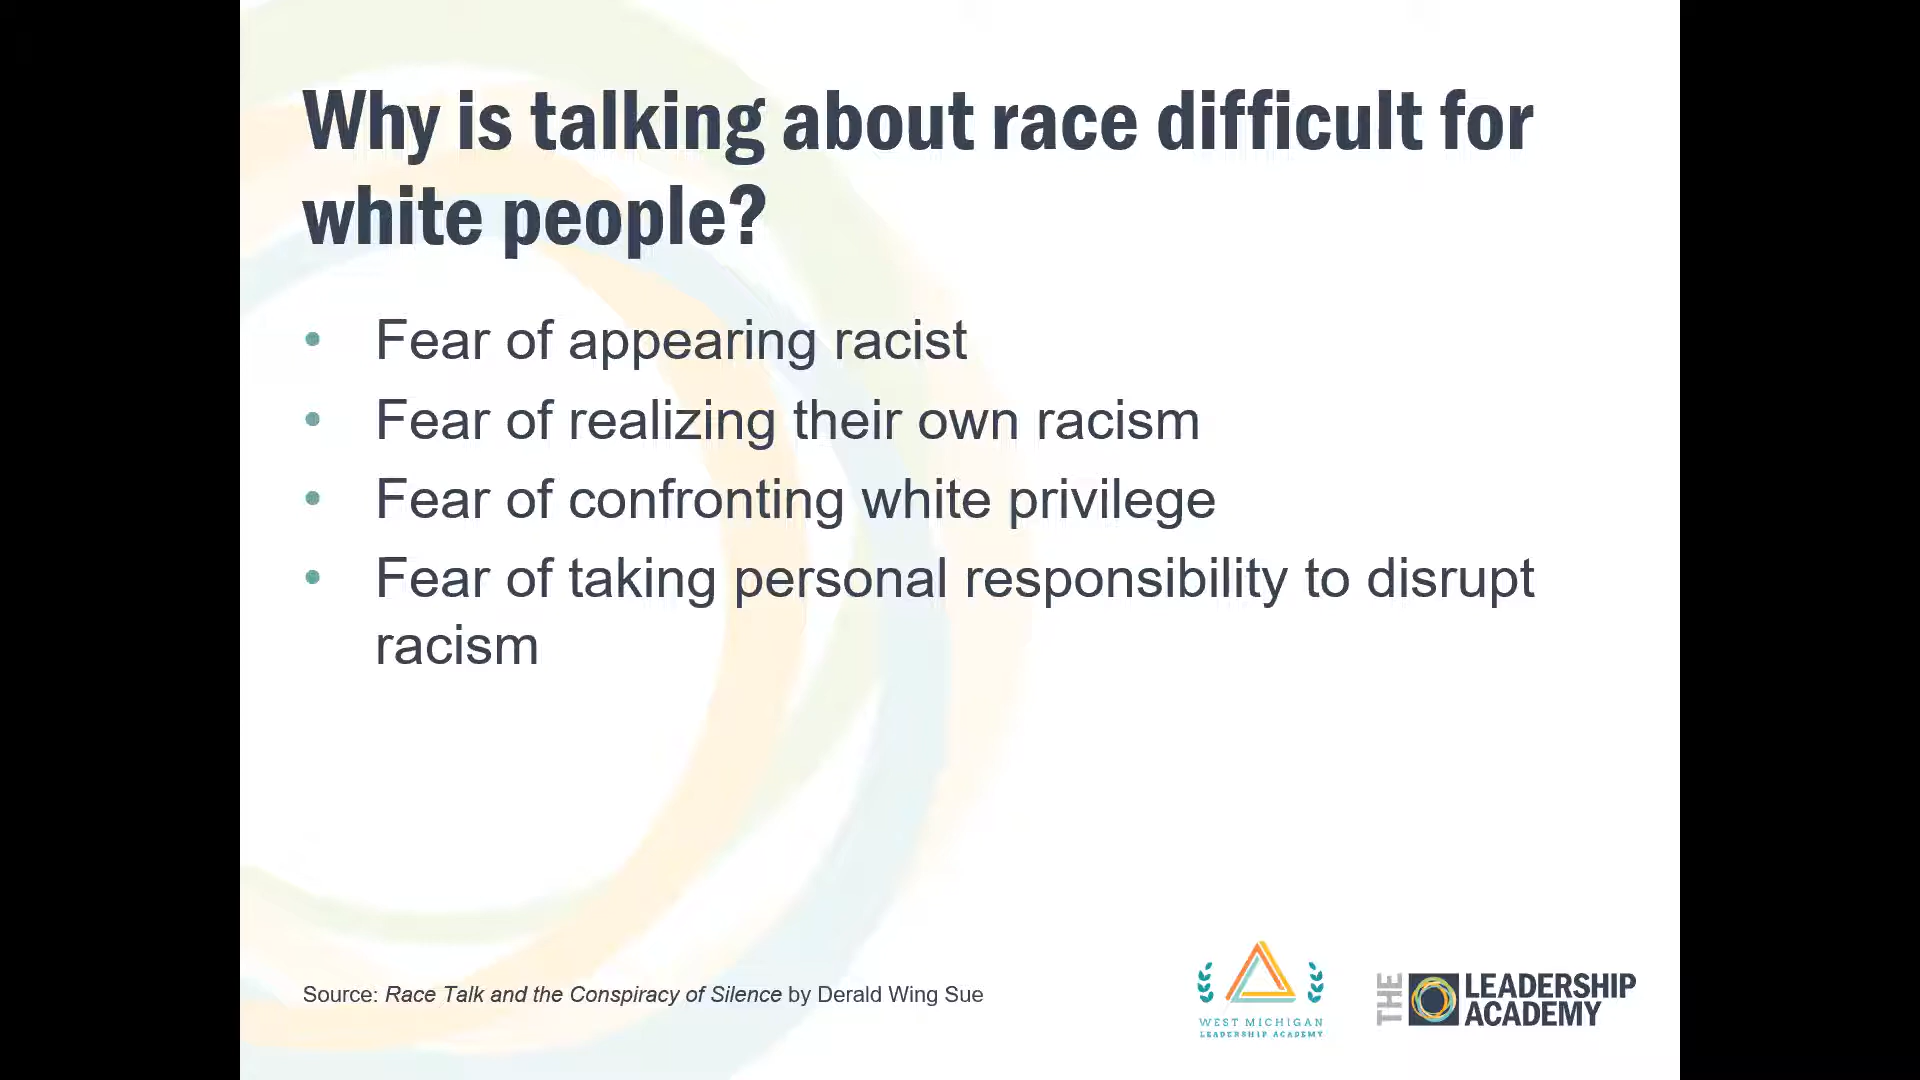 Why is talking about race difficult for
white people?
• Fear of appearing racist
• Fear of realizing their own racism
• Fear of confronting white privilege
• Fear of taking personal responsibility to disrupt
racism
Source: Race Talk and the Conspiracy of Silence by Derald Wing Sue
WEST MICHIGAN
LEADERSHIP ACADEMY
THE
LEADERSHIP
ACADEMY